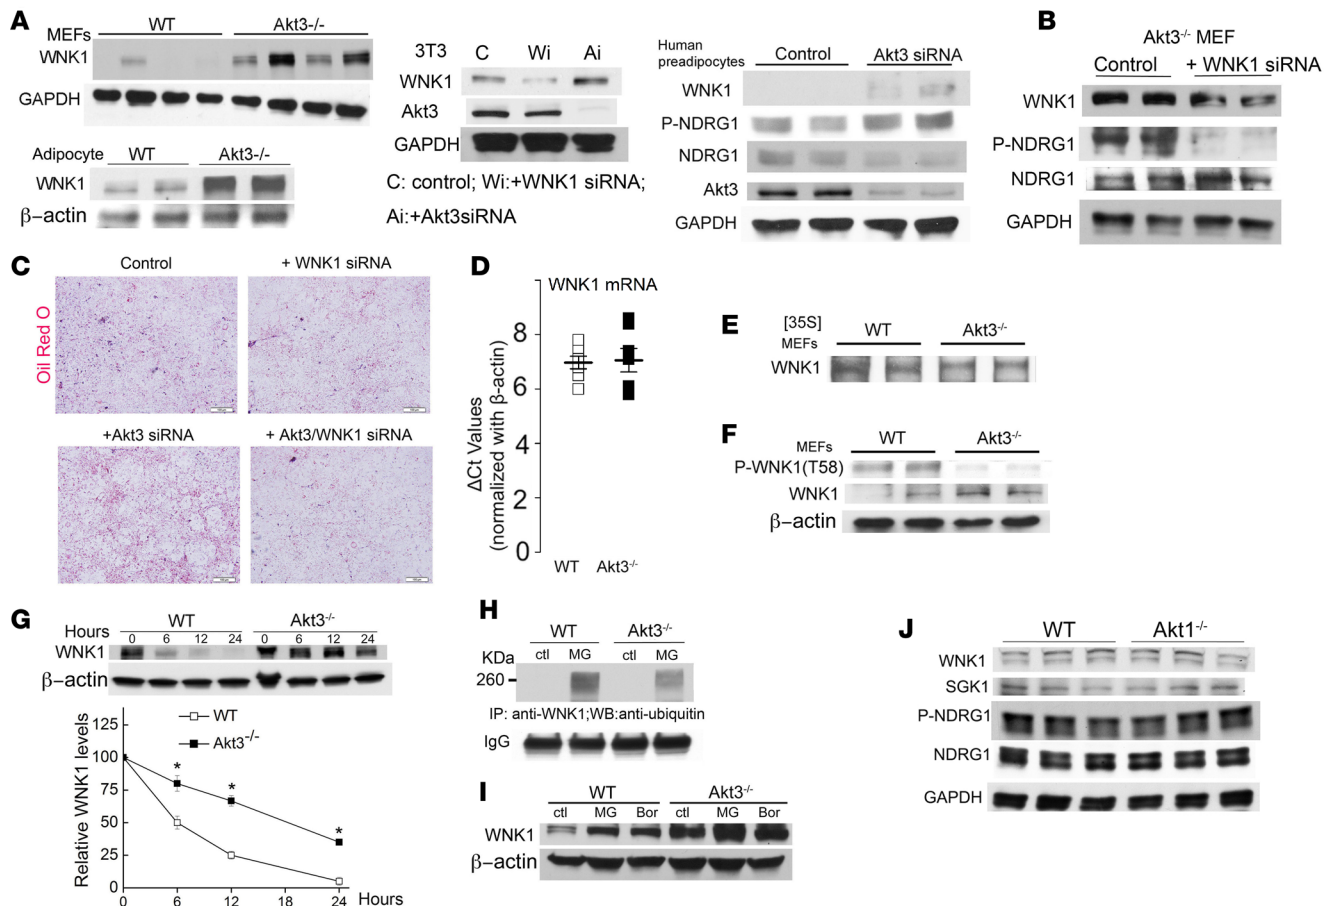 A
WT Akt3-/-
MEFs
WNK1
GAPDH
Adipocyte WT Akt3-/-
WNK1
β-actin
3T3 C Wi Ai
WNK1
Akt3
GAPDH
C: control; Wi:+WNK1 siRNA;
Ai:+Akt3siRNA
Human
preadipocytes
Control Akt3 siRNA
WNK1
P-NDRG1
NDRG1
Akt3
GAPDH
B
Akt3-/- MEF
Control + WNK1 siRNA
WNK1
P-NDRG1
NDRG1
GAPDH
C
Control + WNK1 siRNA
Oil Red O
+Akt3 siRNA + Akt3/WNK1 siRNA
D
WNK1 mRNA
8
6
4
2
0
ΔCt Values
(normalized with β-actin)
WT Akt3-/-
E
[35S]
MEFs
WT Akt3-/-
WNK1
F
WT Akt3-/-
MEFs
P-WNK1(T58)
WNK1
β-actin
G
WT Akt3-/-
Hours 0 6 12 24 0 6 12 24
WNK1
β-actin
WT
Akt3-/-
Relative WNK1 levels
125
100
75
50
25
0
* * *
0 6 12 18 24 Hours
H
WT Akt3-/-
KDa ctl MG ctl MG
260
IP: anti-WNK1;WB:anti-ubiquitin
IgG
I
WT Akt3-/-
ctl MG Bor ctl MG Bor
WNK1
β-actin
J
WT Akt1-/-
WNK1
SGK1
P-NDRG1
NDRG1
GAPDH